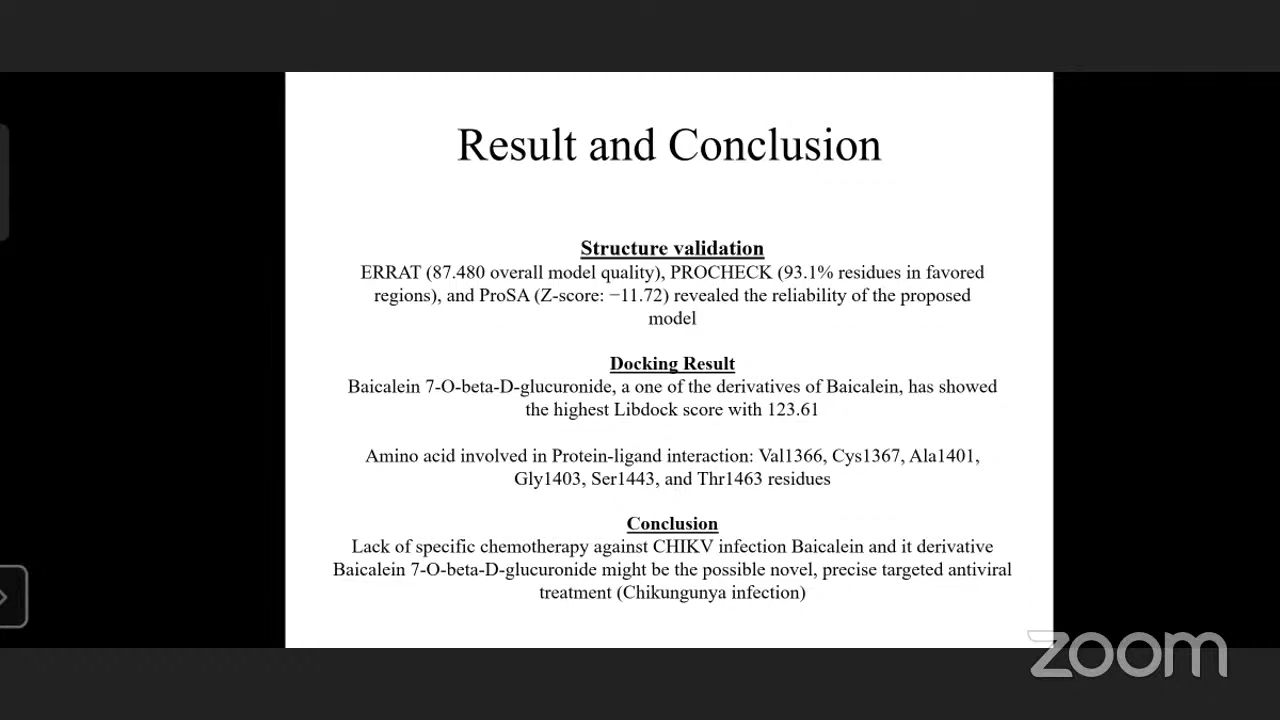 Result and Conclusion
Structure validation
ERRAT (87.480 overall model quality), PROCHECK (93.1% residues in favored
regions), and ProSA (Z-score: −11.72) revealed the reliability of the proposed
model
Docking Result
Baicalein 7-O-beta-D-glucuronide, a one of the derivatives of Baicalein, has showed
the highest Libdock score with 123.61
Amino acid involved in Protein-ligand interaction: Val1366, Cys1367, Ala1401,
Gly1403, Ser1443, and Thr1463 residues
Conclusion
Lack of specific chemotherapy against CHIKV infection Baicalein and it derivative
Baicalein 7-O-beta-D-glucuronide might be the possible novel, precise targeted antiviral
treatment (Chikungunya infection)
zoom